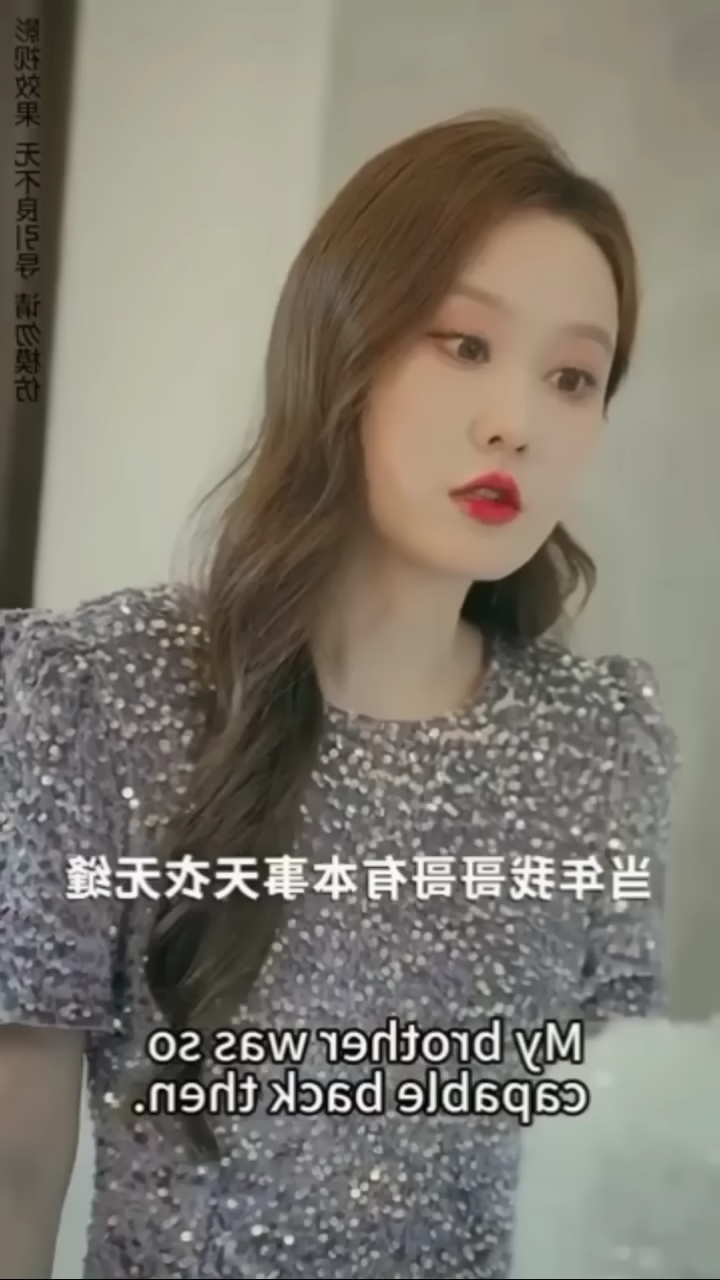 影视效果 无不良引导 请勿模仿
当年我哥哥有本事天衣无缝
My brother was so
capable back then.